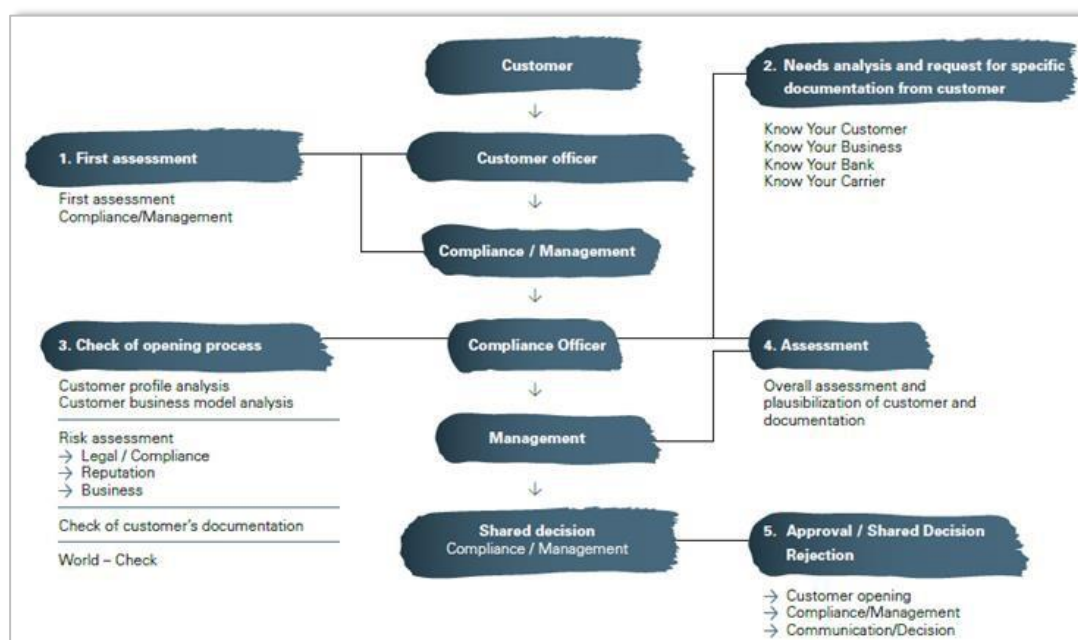 Customer
2. Needs analysis and request for specific
documentation from customer
Know Your Customer
Know Your Business
Know Your Bank
Know Your Carrier
1. First assessment
First assessment
Compliance/Management
Customer officer
Compliance / Management
3. Check of opening process
Customer profile analysis
Customer business model analysis
Risk assessment
→ Legal / Compliance
→ Reputation
→ Business
Check of customer's documentation
World – Check
Compliance Officer
4. Assessment
Overall assessment and
plausibilization of customer and
documentation
Management
Shared decision
Compliance / Management
5. Approval / Shared Decision
Rejection
→ Customer opening
→ Compliance/Management
→ Communication/Decision